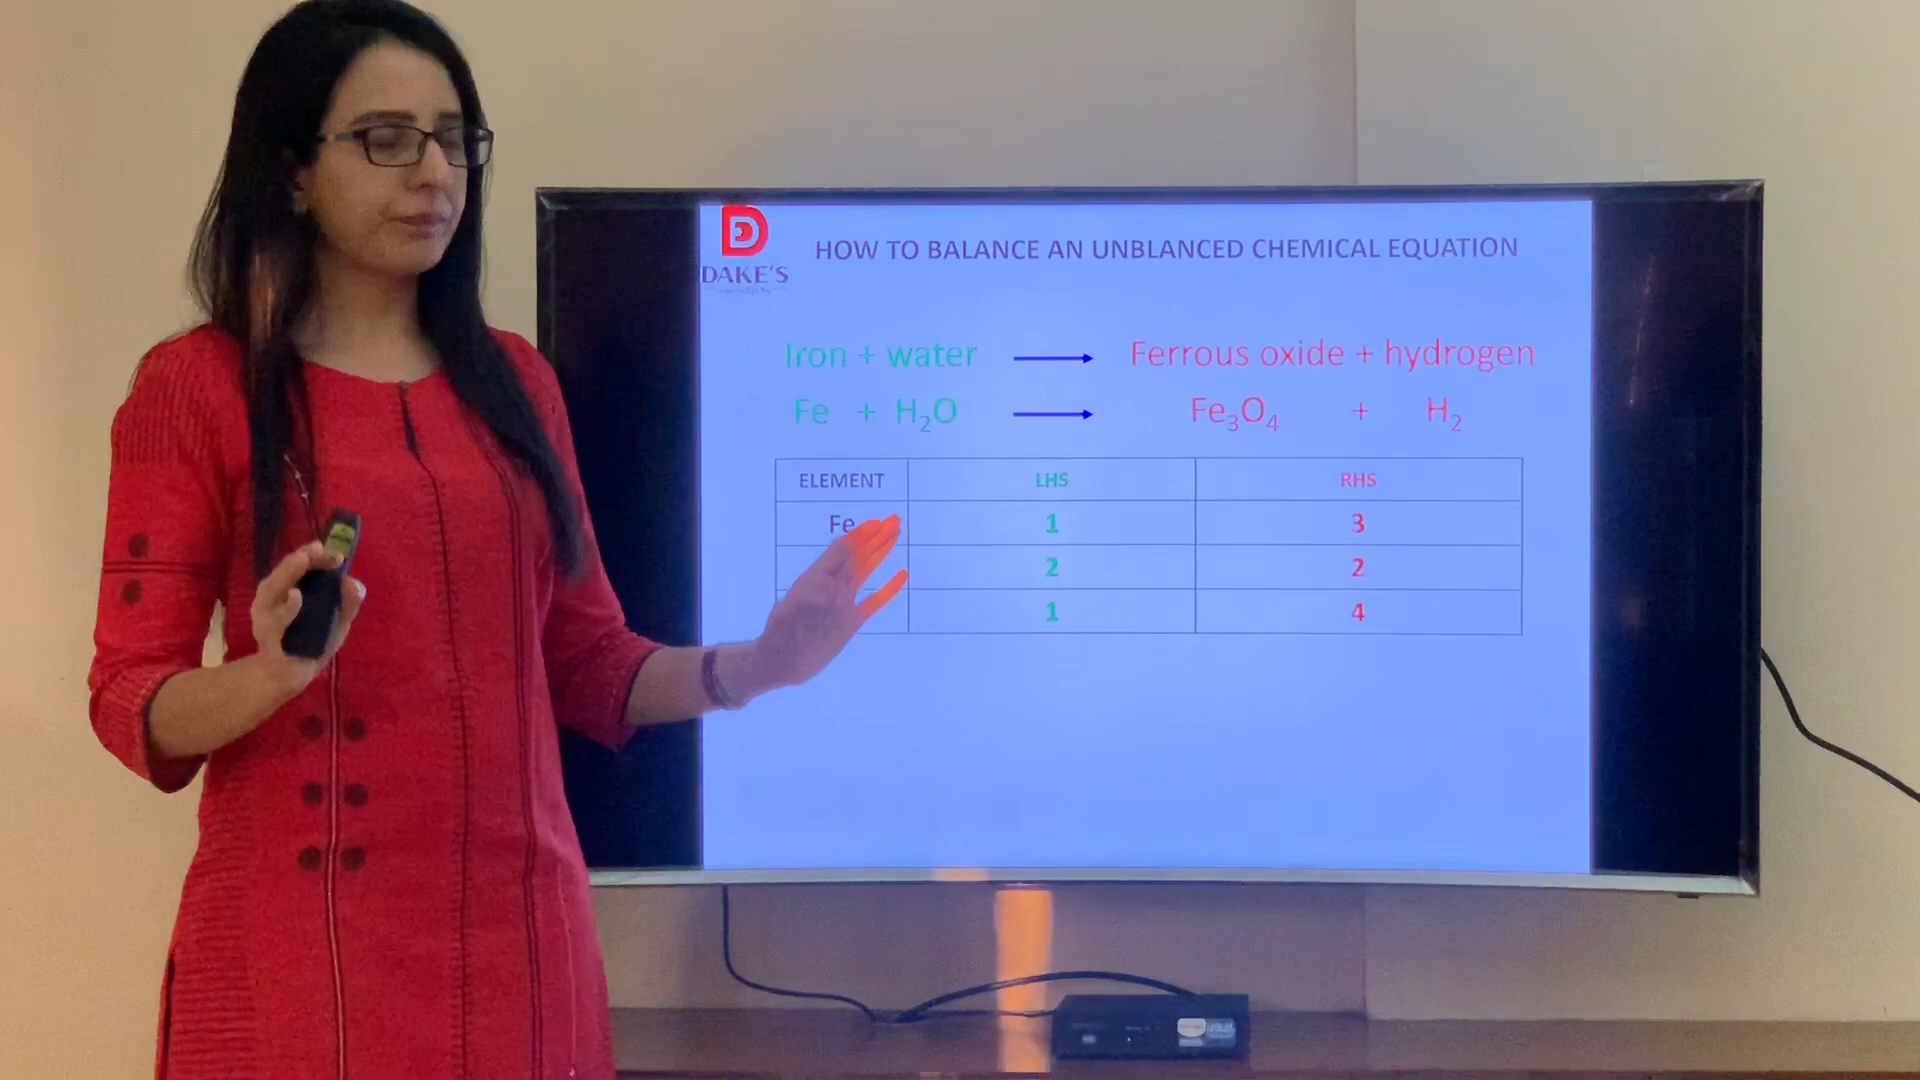 D
DAKE'S
HOW TO BALANCE AN UNBLANCED CHEMICAL EQUATION
Iron + water → Ferrous oxide + hydrogen
Fe + H₂O → Fe₃O₄ + H₂
ELEMENT LHS RHS
Fe 1 3
2 2
1 4